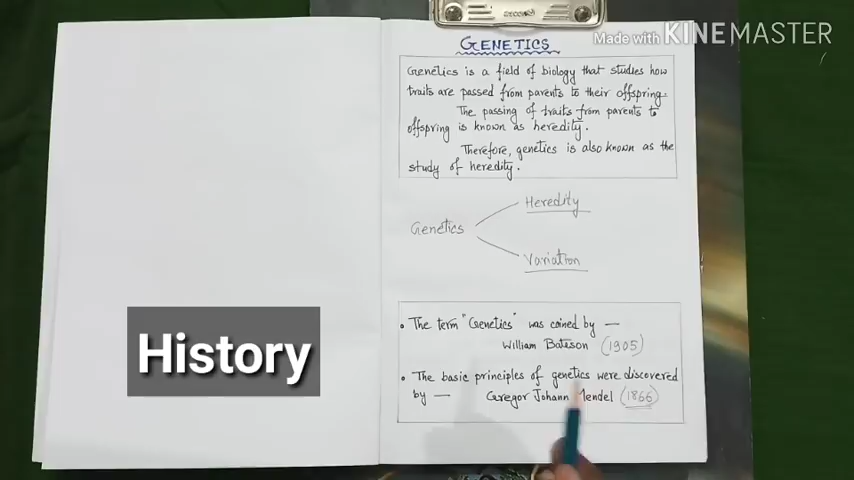 Made with KINEMASTER
GENETICS
Genetics is a field of biology that studies how
traits are passed from parents to their offspring.
The passing of traits from parents to
offspring is known as heredity.
Therefore, genetics is also known as the
study of heredity.
Heredity
Genetics
Variation
• The term "Genetics" was coined by —
William Bateson (1905)
• The basic principles of genetics were discovered
by — Gregor Johann Mendel (1866)
History